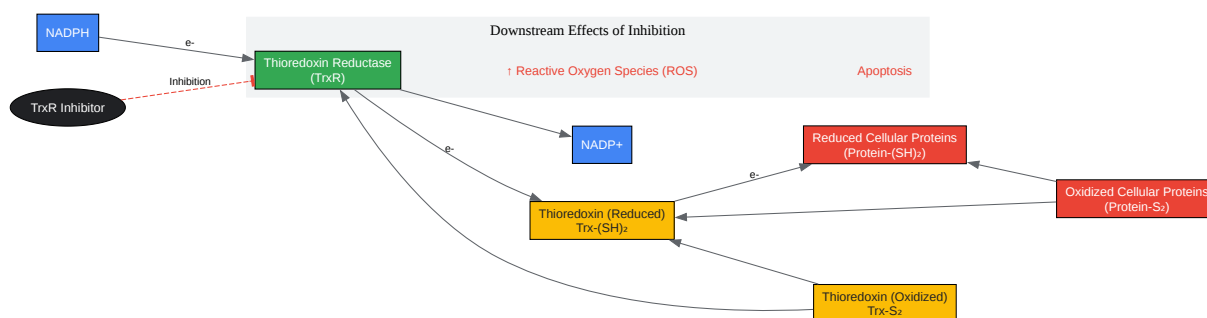 NADPH
Downstream Effects of Inhibition
e-
Thioredoxin Reductase
(TrxR)
↑ Reactive Oxygen Species (ROS)
Apoptosis
Inhibition
TrxR Inhibitor
NADP+
Reduced Cellular Proteins
(Protein-(SH)₂)
e-
e-
Oxidized Cellular Proteins
(Protein-S₂)
Thioredoxin (Reduced)
Trx-(SH)₂
Thioredoxin (Oxidized)
Trx-S₂